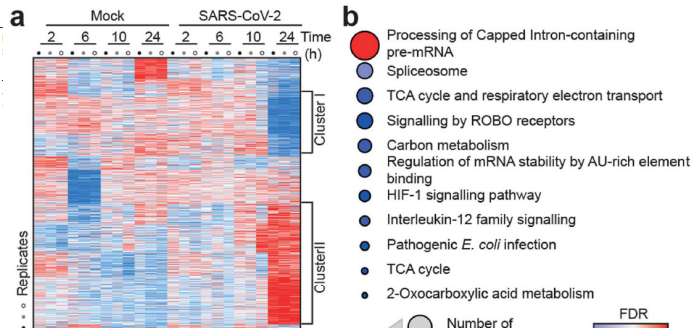 a
Mock SARS-CoV-2
2 6 10 24 2 6 10 24 Time
(h)
Cluster I
ClusterII
Replicates
b
Processing of Capped Intron-containing
pre-mRNA
Spliceosome
TCA cycle and respiratory electron transport
Signalling by ROBO receptors
Carbon metabolism
Regulation of mRNA stability by AU-rich element
binding
HIF-1 signalling pathway
Interleukin-12 family signalling
Pathogenic E. coli infection
TCA cycle
2-Oxocarboxylic acid metabolism
Number of
FDR